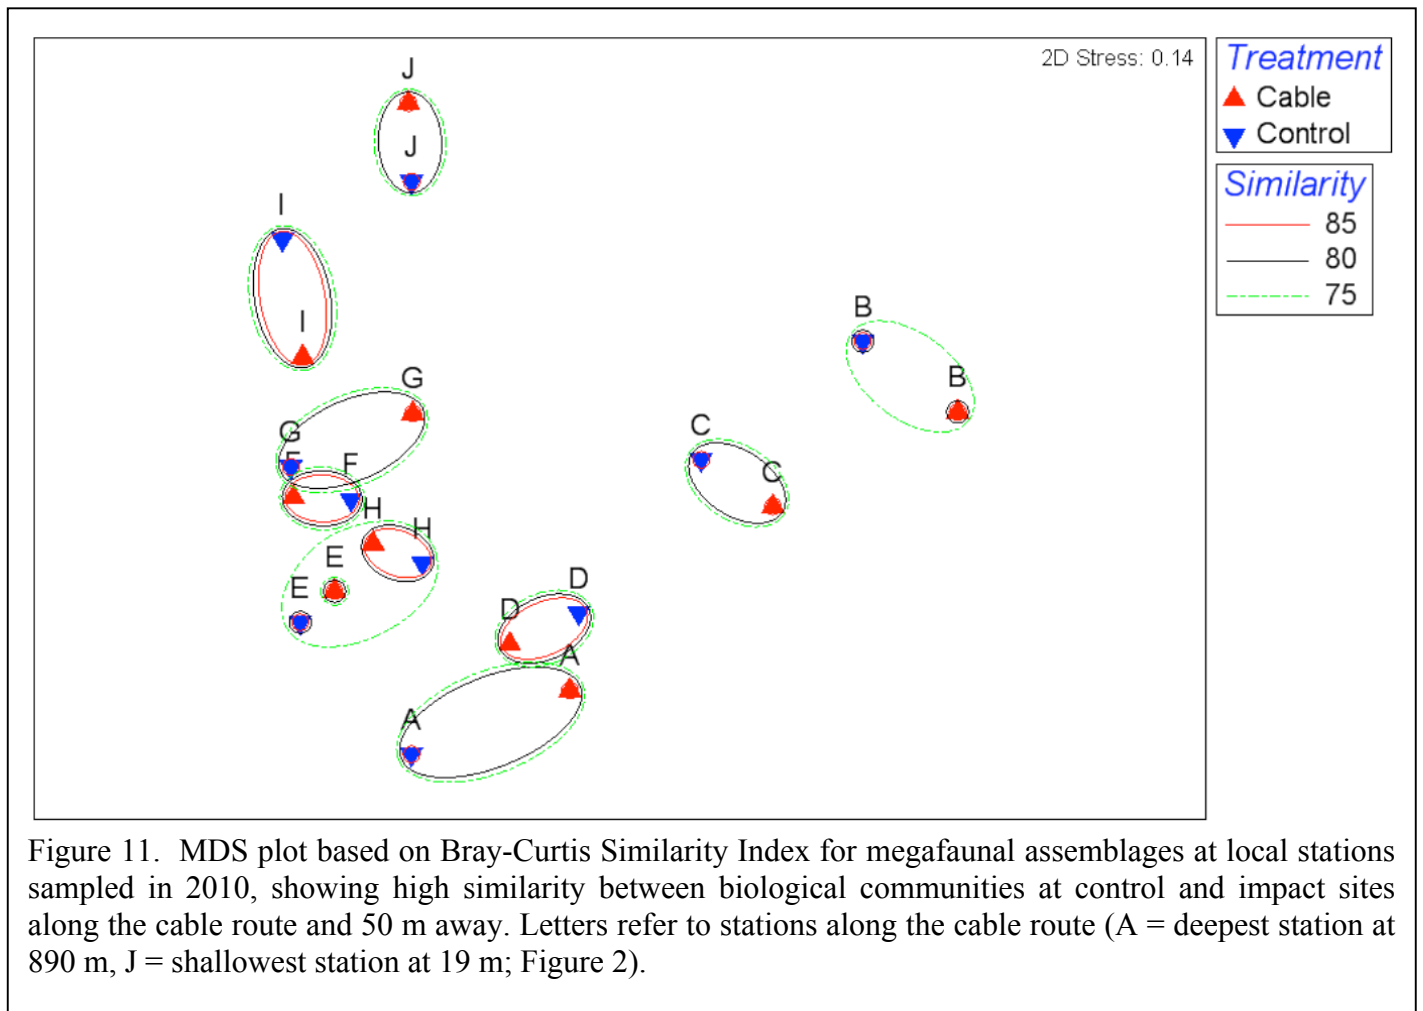 2D Stress: 0.14
Treatment
Cable
Control
Similarity
85
80
75
J
J
I
I
B
B
G
G
C
C
F
F
H
H
E
E
D
D
A
A
Figure 11. MDS plot based on Bray-Curtis Similarity Index for megafaunal assemblages at local stations
sampled in 2010, showing high similarity between biological communities at control and impact sites
along the cable route and 50 m away. Letters refer to stations along the cable route (A = deepest station at
890 m, J = shallowest station at 19 m; Figure 2).